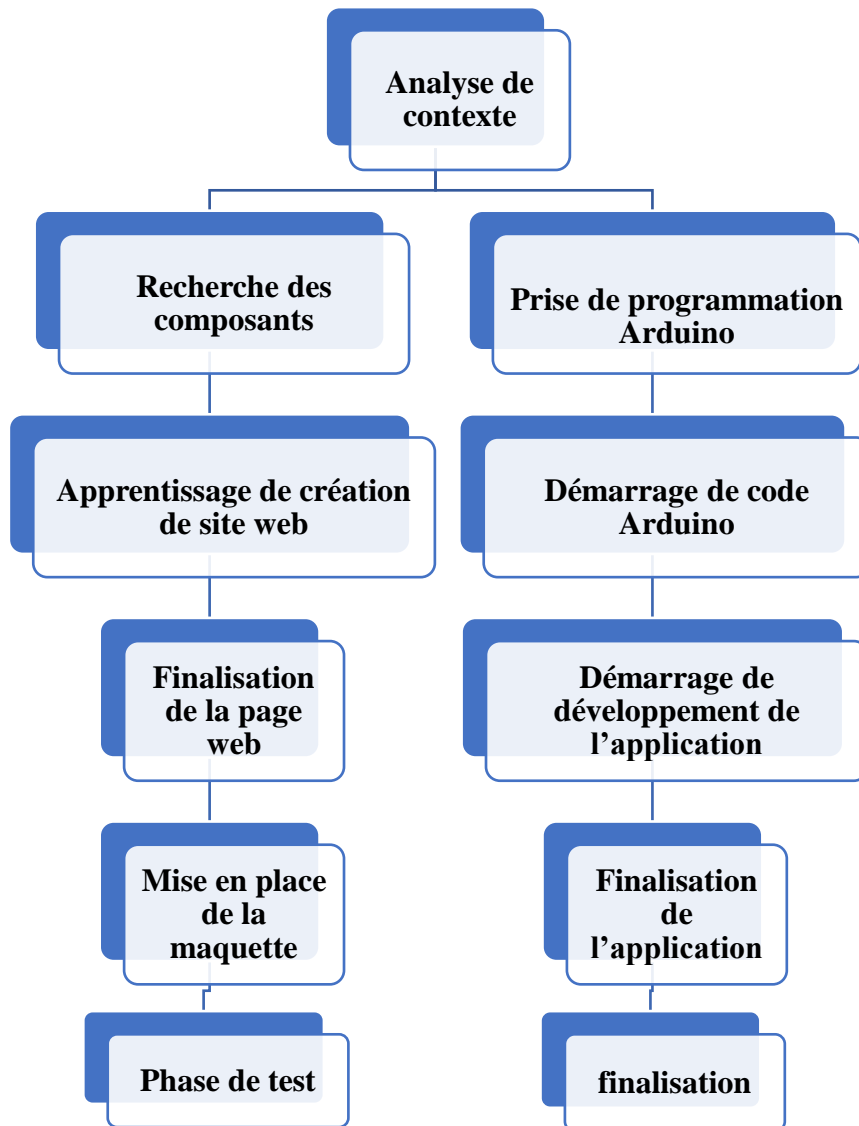 Analyse de
contexte
Recherche des
composants
Prise de programmation
Arduino
Apprentissage de création
de site web
Démarrage de code
Arduino
Finalisation
de la page
web
Démarrage de
développement de
l’application
Mise en place
de la
maquette
Finalisation
de
l’application
Phase de test
finalisation